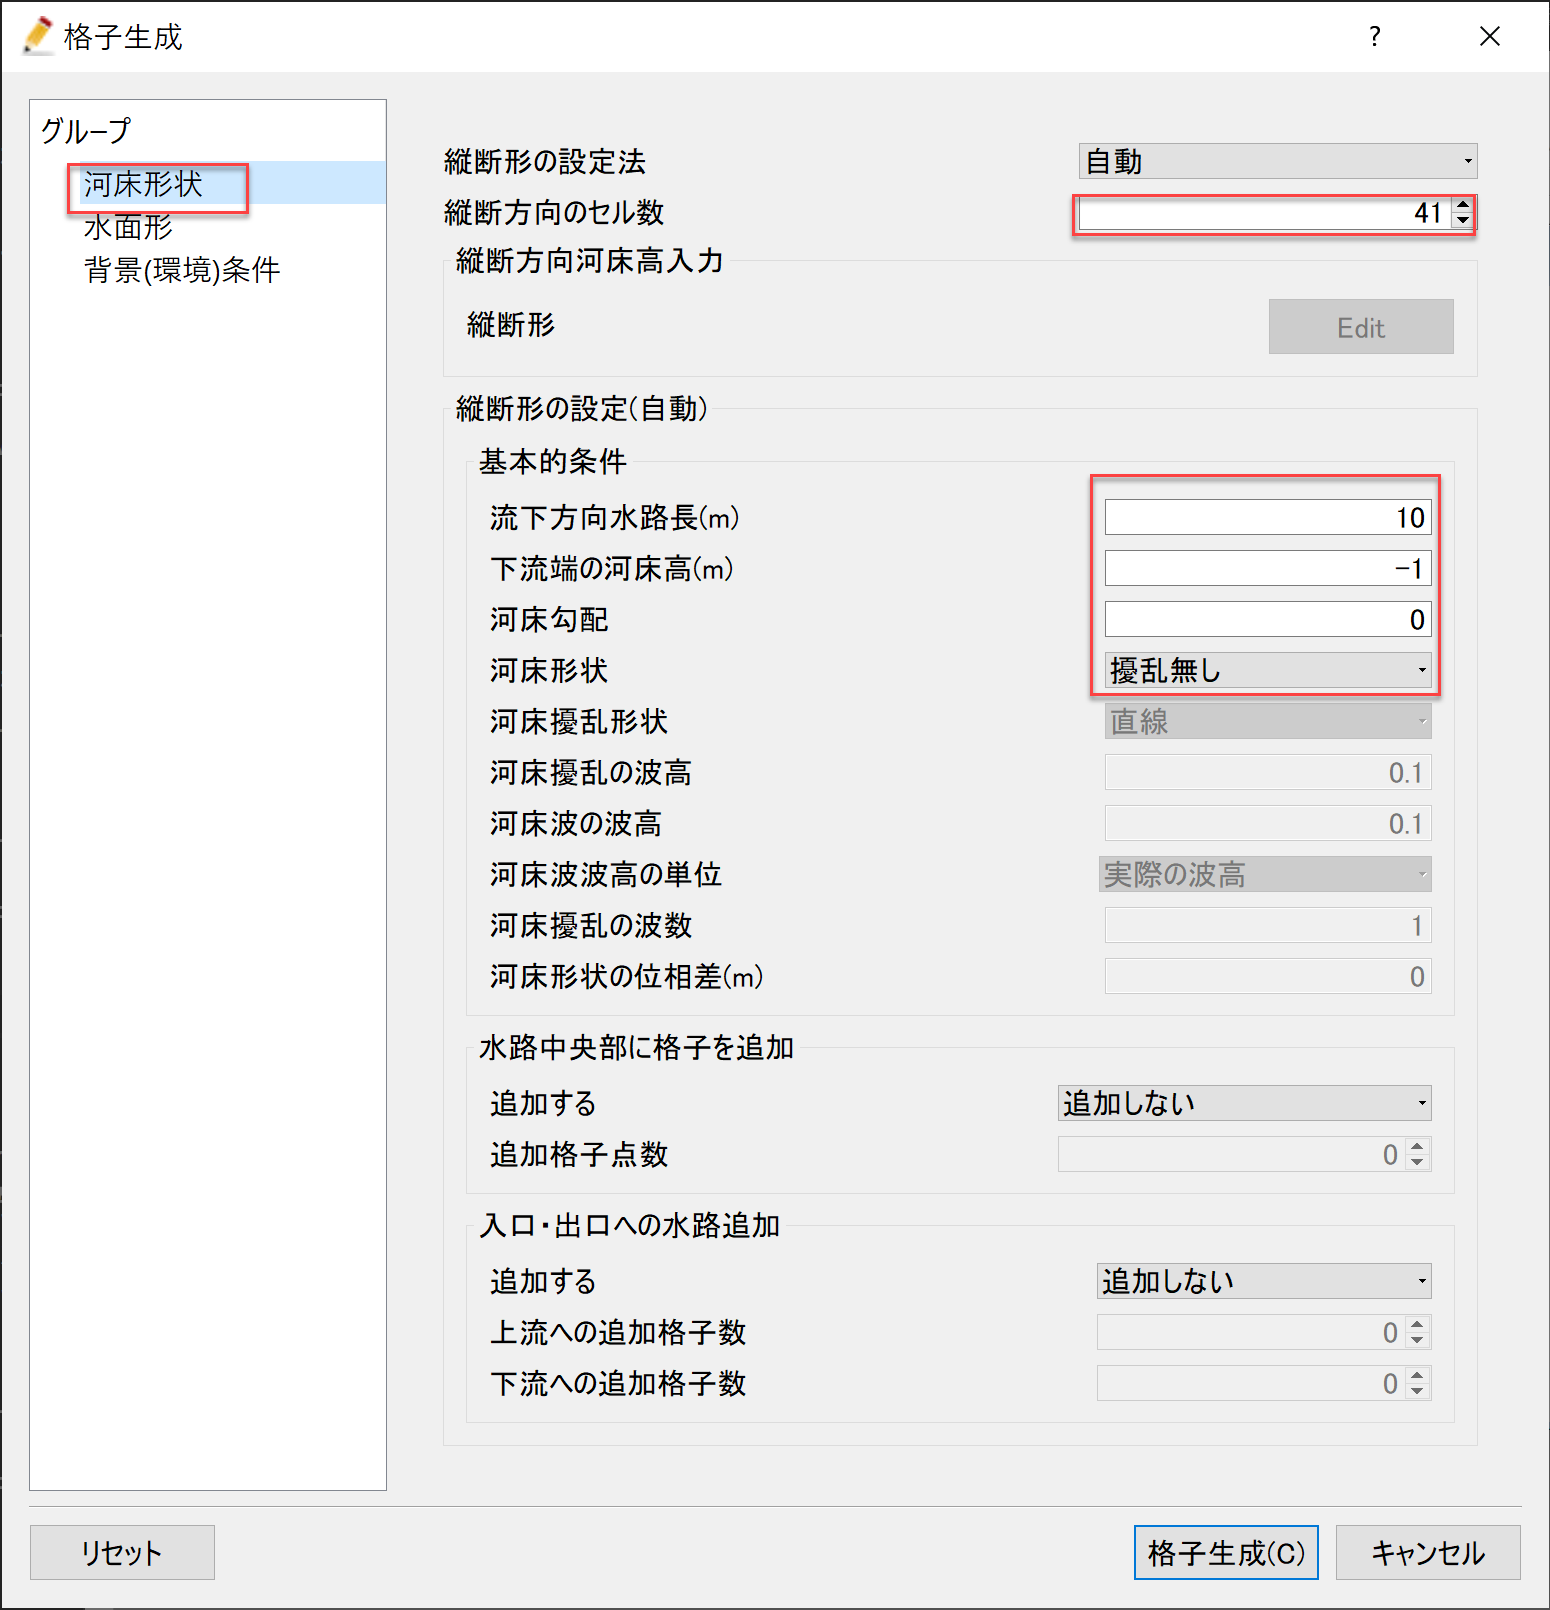 格子生成
?
グループ
河床形状
水面形
背景(環境)条件
縦断形の設定法
自動
縦断方向のセル数
41
縦断方向河床高入力
縦断形
Edit
縦断形の設定(自動)
基本的条件
流下方向水路長(m)
10
下流端の河床高(m)
-1
河床勾配
0
河床形状
擾乱無し
河床擾乱形状
直線
河床擾乱の波高
0.1
河床波の波高
0.1
河床波波高の単位
実際の波高
河床擾乱の波数
1
河床形状の位相差(m)
0
水路中央部に格子を追加
追加する
追加しない
追加格子点数
0
入口・出口への水路追加
追加する
追加しない
上流への追加格子数
0
下流への追加格子数
0
リセット
格子生成(C)
キャンセル